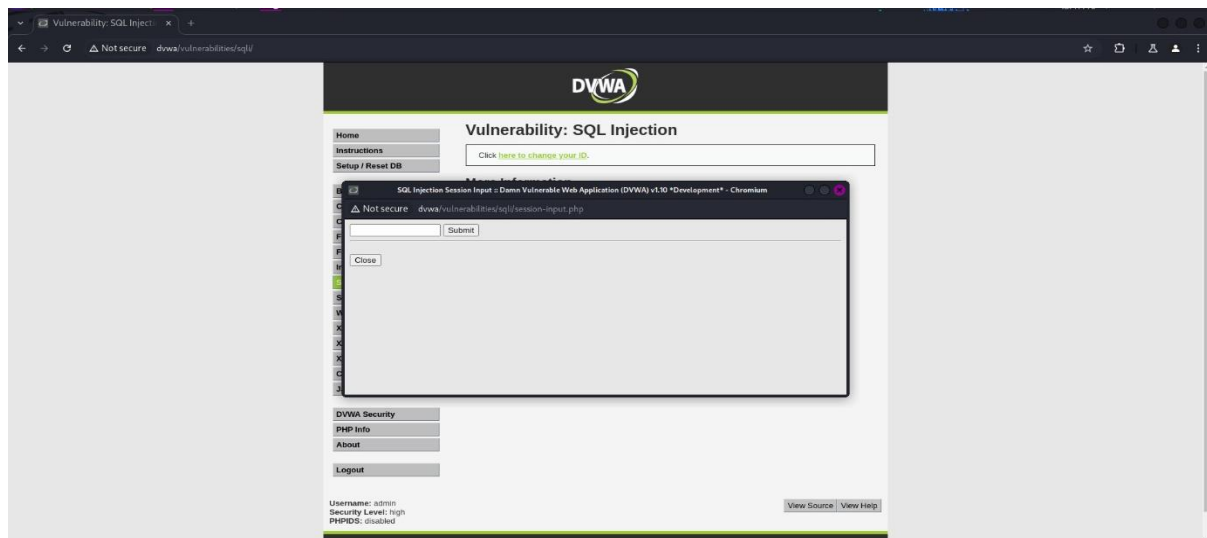 Vulnerability: SQL Inject
Not secure dvwa/vulnerabilities/sqli/
DVWA
Home
Instructions
Setup / Reset DB
Vulnerability: SQL Injection
Click here to change your ID.
SQL Injection Session Input :: Damn Vulnerable Web Application (DVWA) v1.10 *Development* - Chromium
Not secure dvwa/vulnerabilities/sqli/session-input.php
Submit
Close
DVWA Security
PHP Info
About
Logout
Username: admin
Security Level: high
PHPIDS: disabled
View Source
View Help